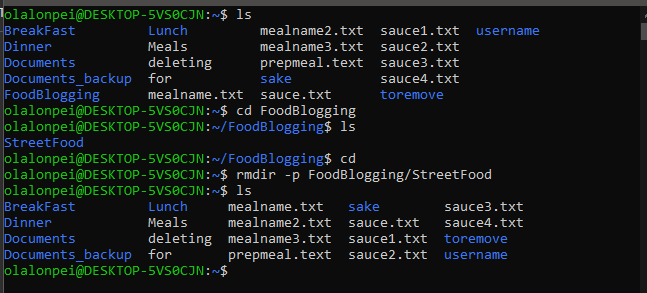 olalonpei@DESKTOP-5VS0CJN:~$ ls
BreakFast Lunch mealname2.txt sauce1.txt username
Dinner Meals mealname3.txt sauce2.txt
Documents deleting prepmeal.text sauce3.txt
Documents_backup for sake sauce4.txt
FoodBlogging mealname.txt sauce.txt toremove
olalonpei@DESKTOP-5VS0CJN:~$ cd FoodBlogging
olalonpei@DESKTOP-5VS0CJN:~/FoodBlogging$ ls
StreetFood
olalonpei@DESKTOP-5VS0CJN:~/FoodBlogging$ cd
olalonpei@DESKTOP-5VS0CJN:~$ rmdir -p FoodBlogging/StreetFood
olalonpei@DESKTOP-5VS0CJN:~$ ls
BreakFast Lunch mealname.txt sake sauce3.txt
Dinner Meals mealname2.txt sauce.txt sauce4.txt
Documents deleting mealname3.txt sauce1.txt toremove
Documents_backup for prepmeal.text sauce2.txt username
olalonpei@DESKTOP-5VS0CJN:~$